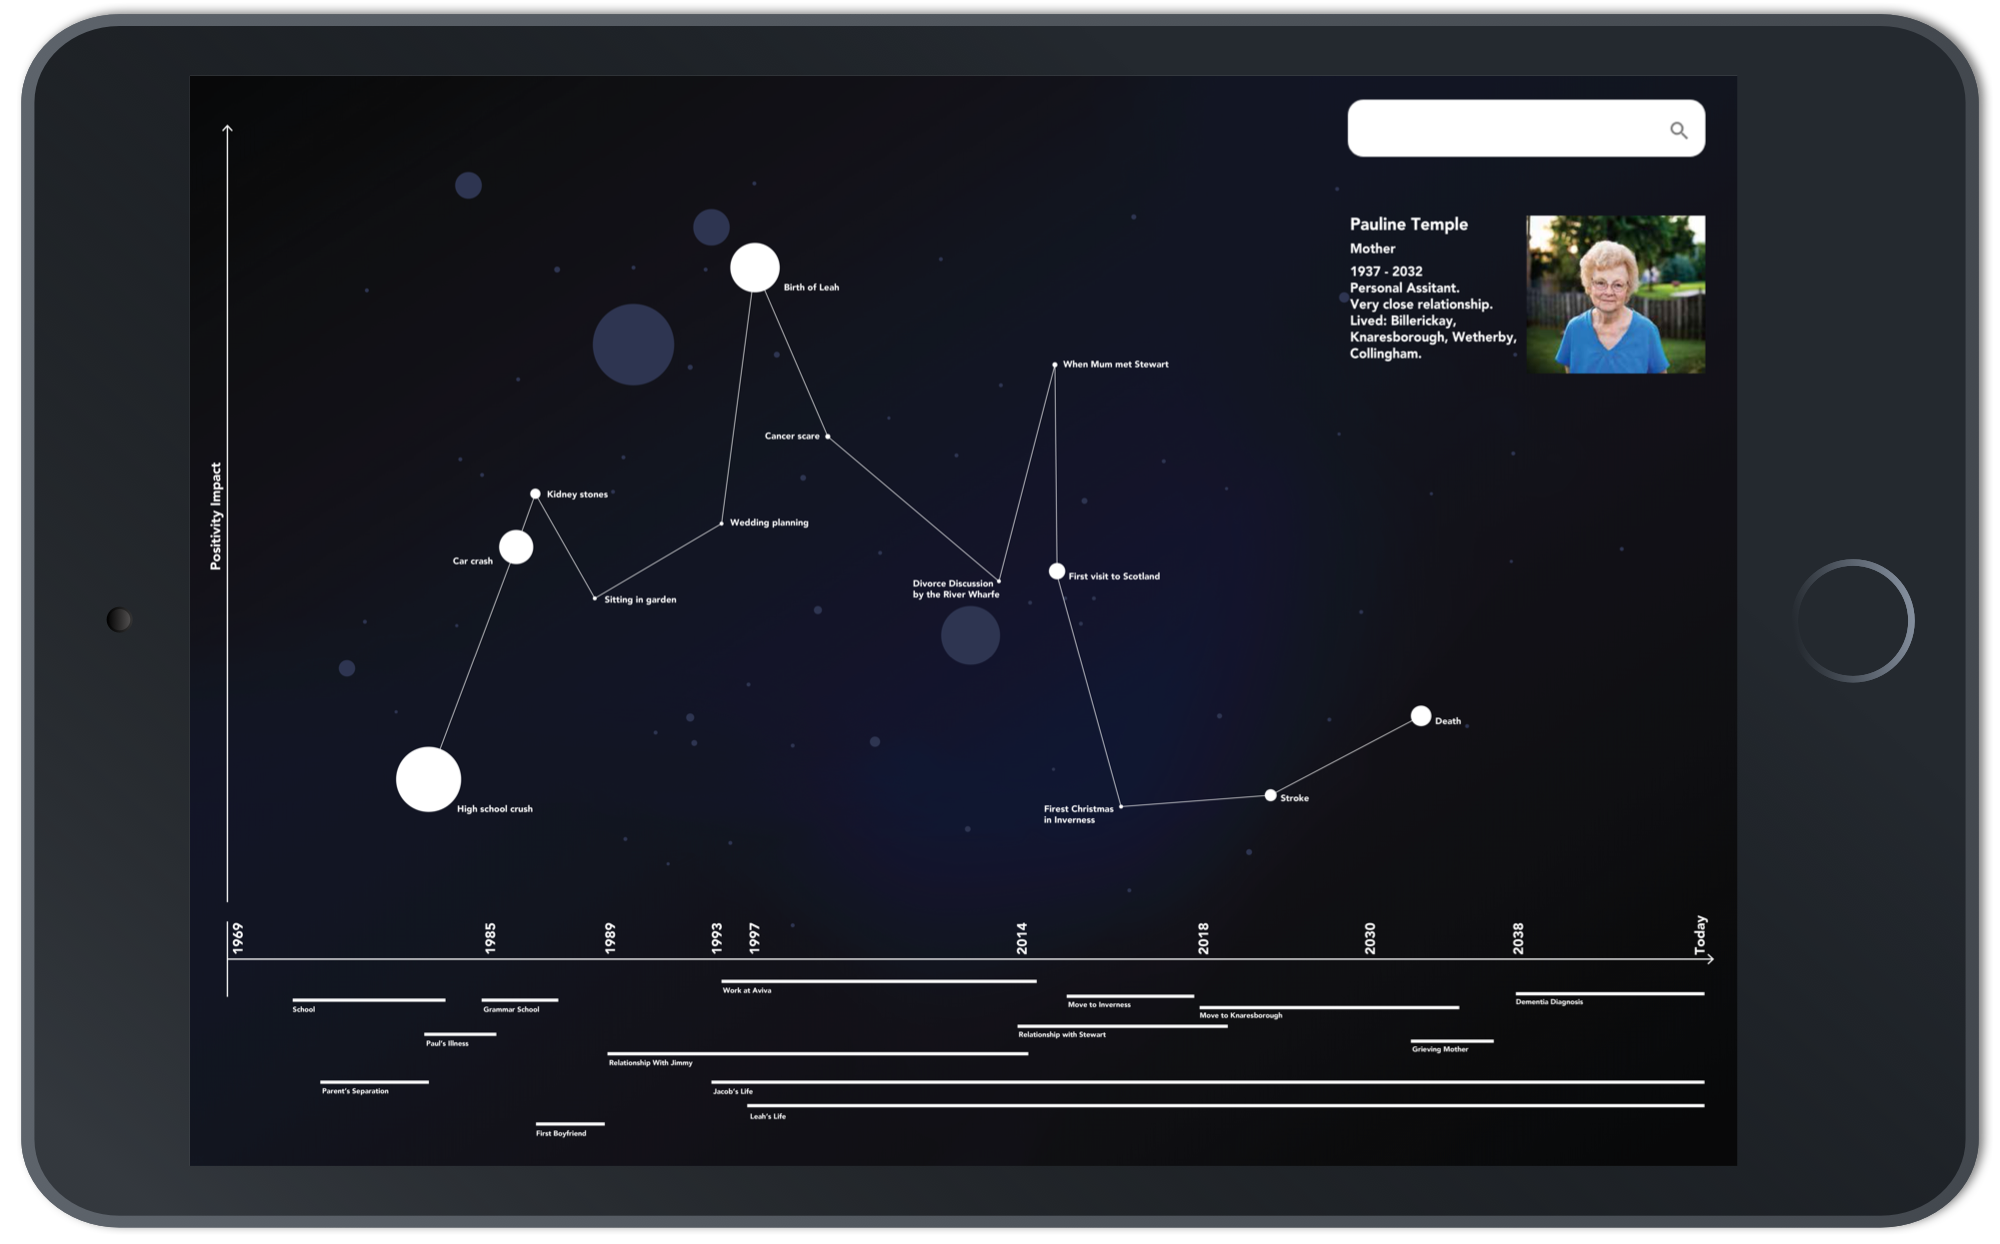 Pauline Temple
Mother
1937 - 2032
Personal Assitant.
Very close relationship.
Lived: Billerickay,
Knaresborough, Wetherby,
Collingham.
Positivity Impact
Birth of Leah
When Mum met Stewart
Cancer scare
Kidney stones
Wedding planning
Car crash
First visit to Scotland
Divorce Discussion
by the River Wharfe
Sitting in garden
Death
Stroke
High school crush
Firest Christmas
in Inverness
1969
1985
1989
1993
1997
2014
2018
2030
2038
Today
Work at Aviva
School
Grammar School
Move to Inverness
Dementia Diagnosis
Move to Knaresborough
Relationship with Stewart
Paul's Illness
Grieving Mother
Relationship With Jimmy
Parent's Separation
Jacob's Life
Leah's Life
First Boyfriend